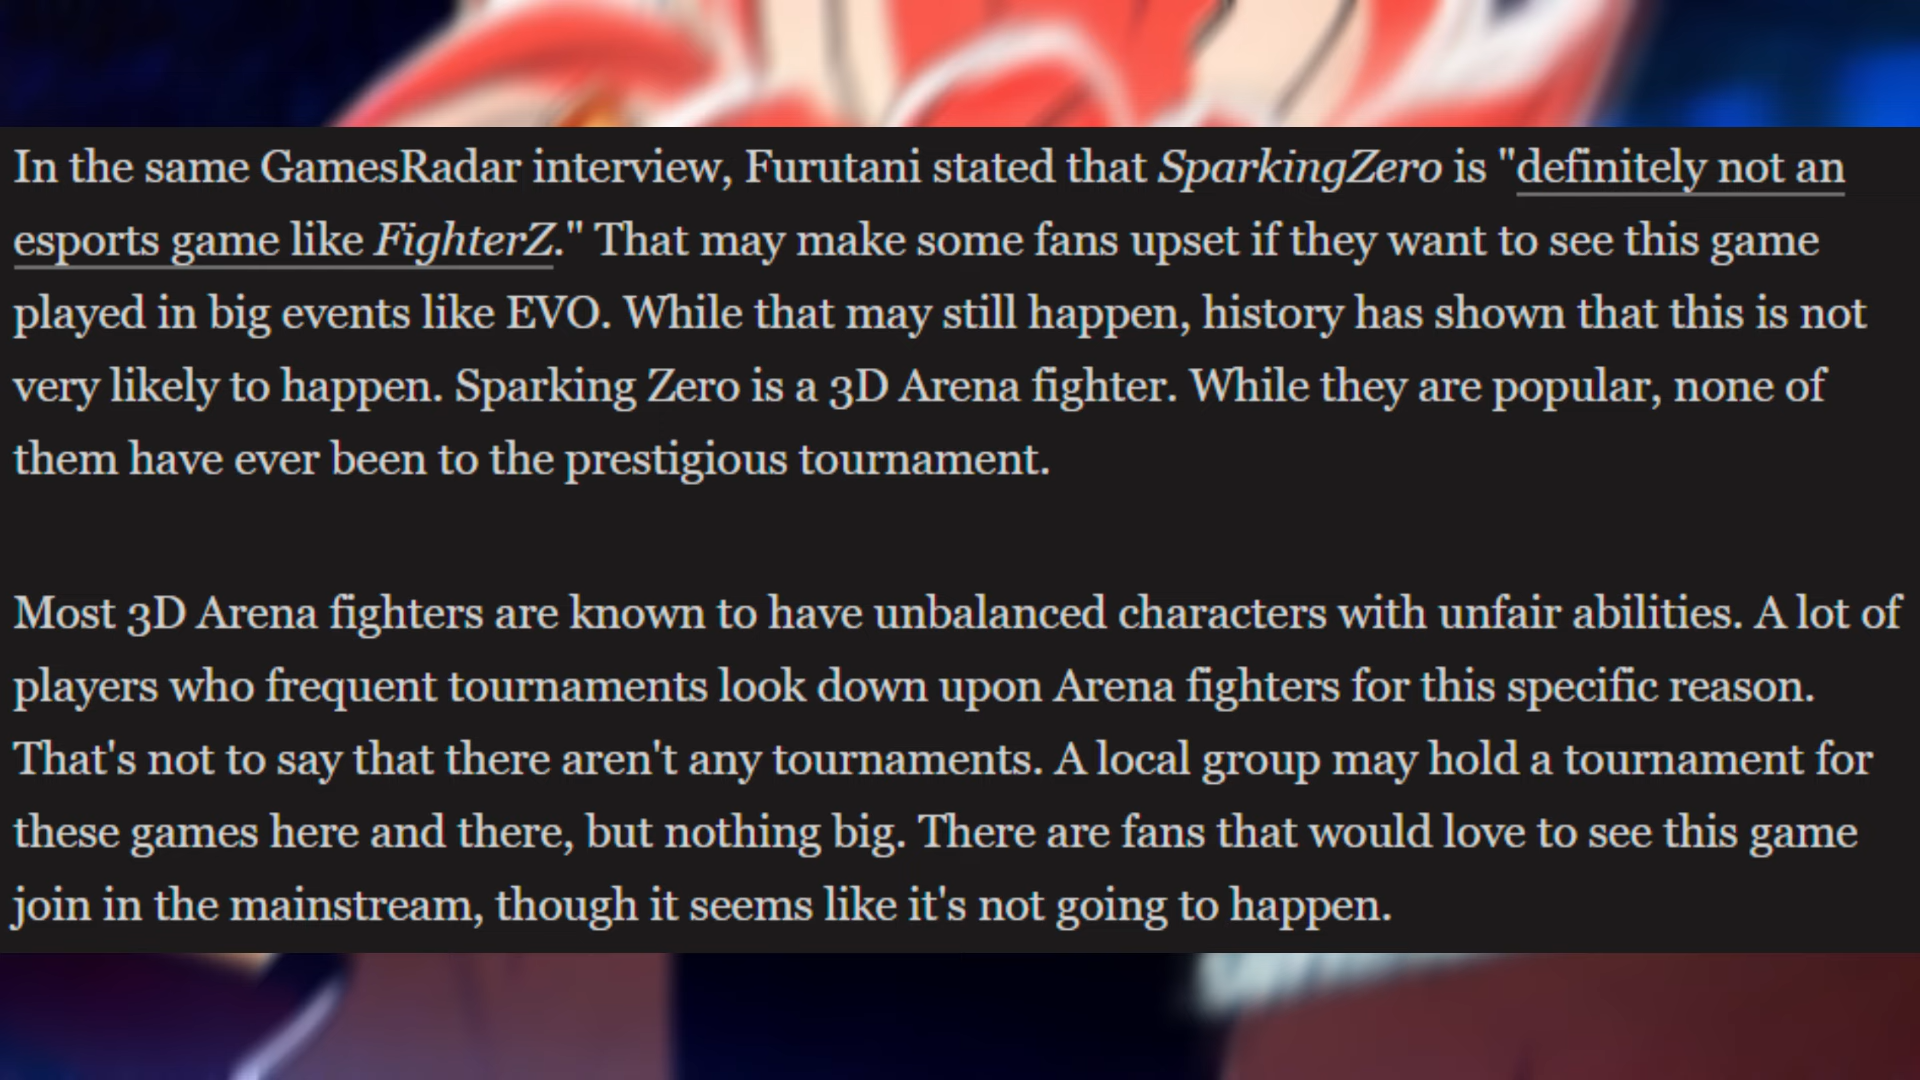 In the same GamesRadar interview, Furutani stated that SparkingZero is "definitely not an
esports game like FighterZ." That may make some fans upset if they want to see this game
played in big events like EVO. While that may still happen, history has shown that this is not
very likely to happen. Sparking Zero is a 3D Arena fighter. While they are popular, none of
them have ever been to the prestigious tournament.
Most 3D Arena fighters are known to have unbalanced characters with unfair abilities. A lot of
players who frequent tournaments look down upon Arena fighters for this specific reason.
That's not to say that there aren't any tournaments. A local group may hold a tournament for
these games here and there, but nothing big. There are fans that would love to see this game
join in the mainstream, though it seems like it's not going to happen.